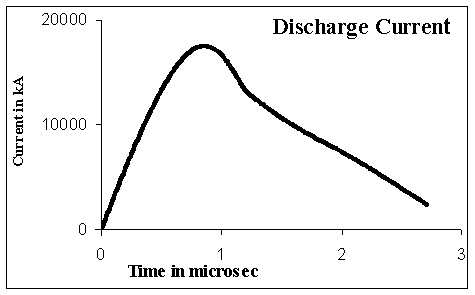 Discharge Current
20000
10000
0
Current in kA
0 1 2 3
Time in microsec